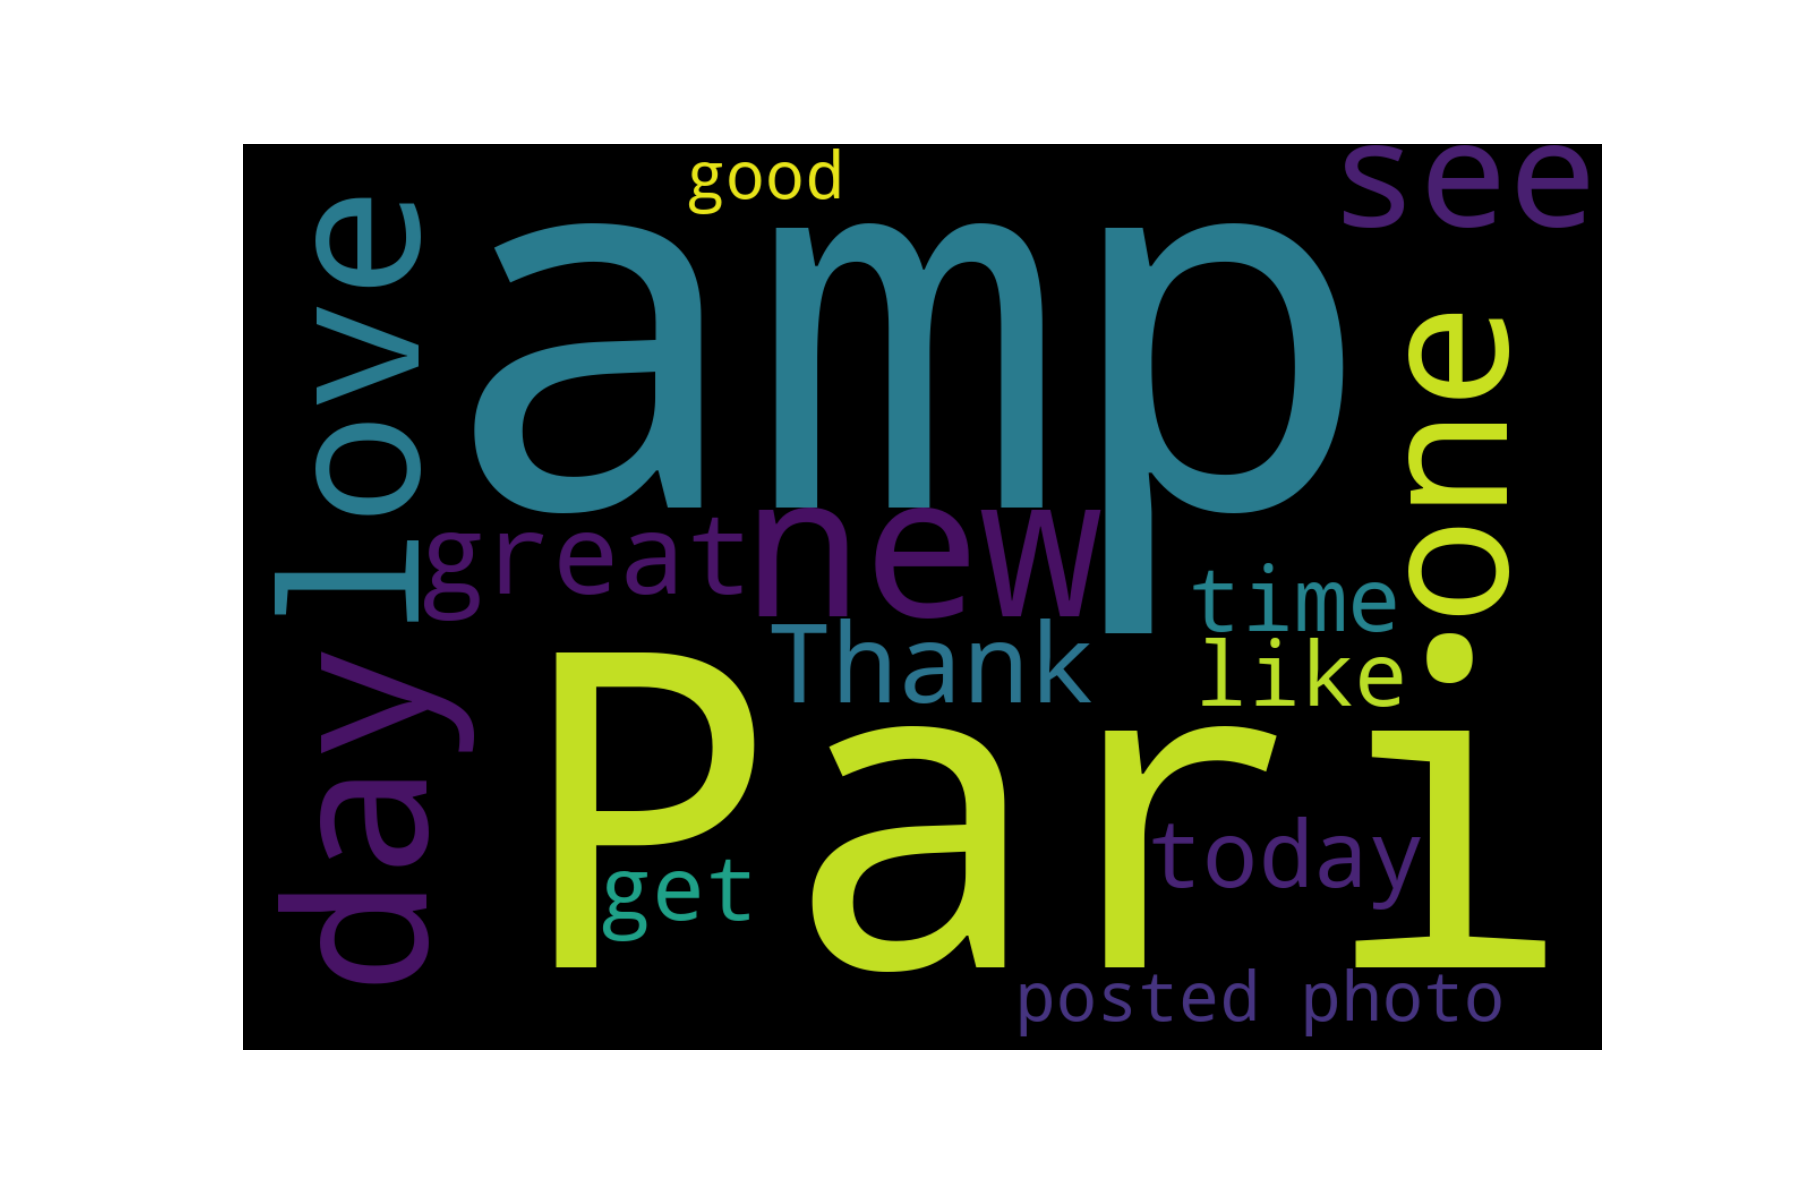 good
see
love
amp
one
great
new
time
Thank
like
day
Pari
today
get
posted photo